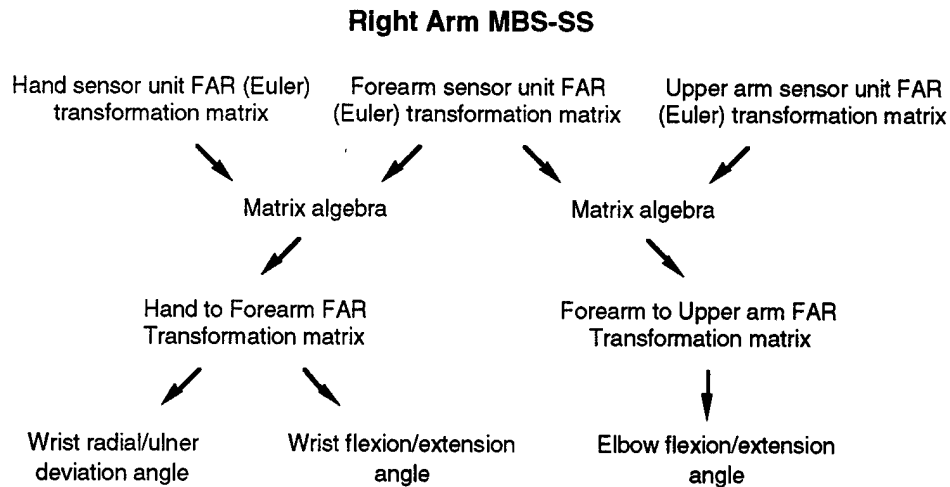 Right Arm MBS-SS
Hand sensor unit FAR (Euler)
transformation matrix
Forearm sensor unit FAR
(Euler) transformation matrix
Upper arm sensor unit FAR
(Euler) transformation matrix
Matrix algebra
Matrix algebra
Hand to Forearm FAR
Transformation matrix
Forearm to Upper arm FAR
Transformation matrix
Wrist radial/ulner
deviation angle
Wrist flexion/extension
angle
Elbow flexion/extension
angle